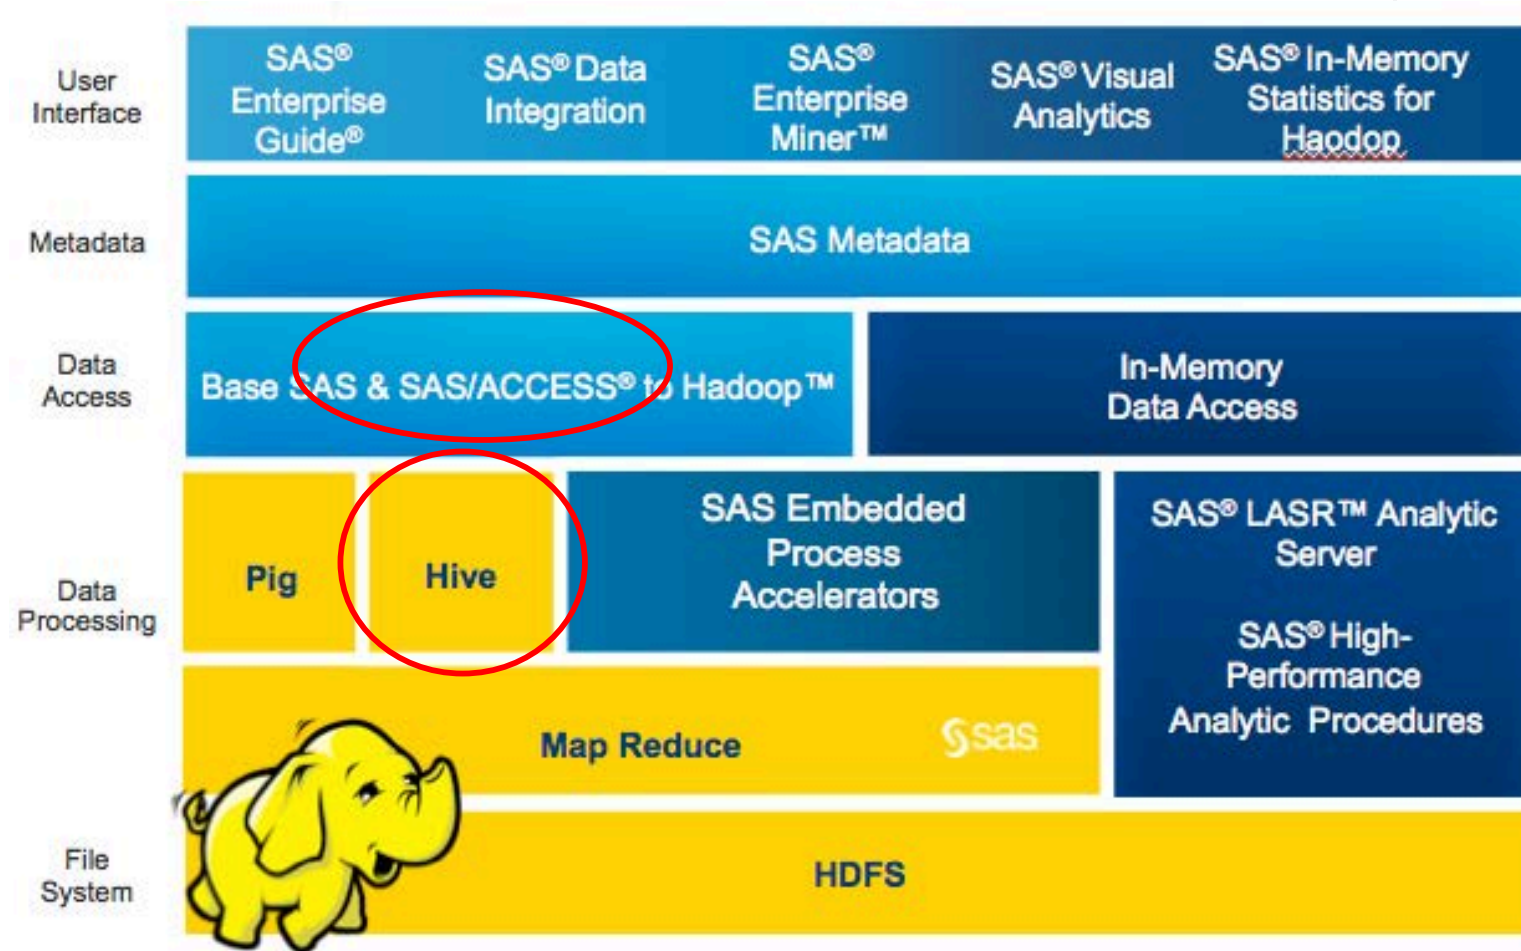 User
Interface
SAS®
Enterprise
Guide®
SAS® Data
Integration
SAS®
Enterprise
Miner™
SAS® Visual
Analytics
SAS® In-Memory
Statistics for
Haodop
Metadata
SAS Metadata
Data
Access
Base SAS & SAS/ACCESS® to Hadoop™
In-Memory
Data Access
Data
Processing
Pig
Hive
SAS Embedded
Process
Accelerators
SAS® LASR™ Analytic
Server
SAS® High-
Performance
Analytic Procedures
Map Reduce
sas
File
System
HDFS